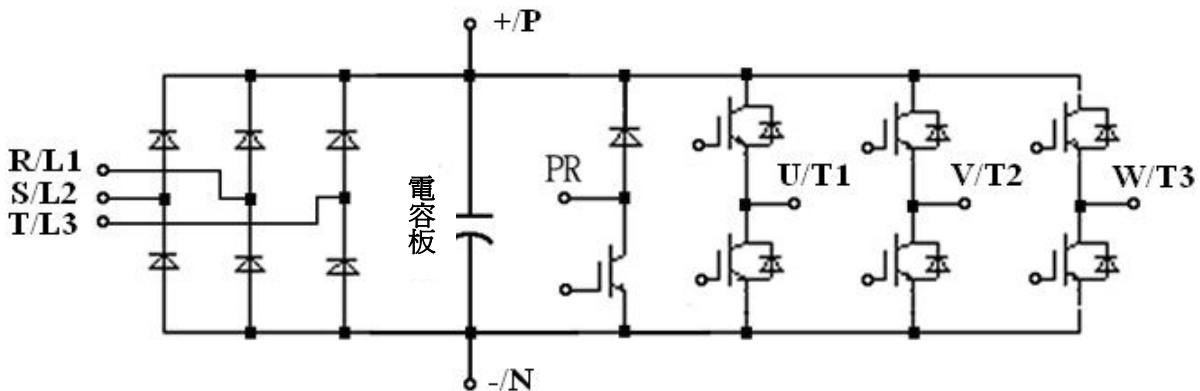 +/P
R/L1
S/L2
T/L3
電容板
PR
U/T1
V/T2
W/T3
-/N